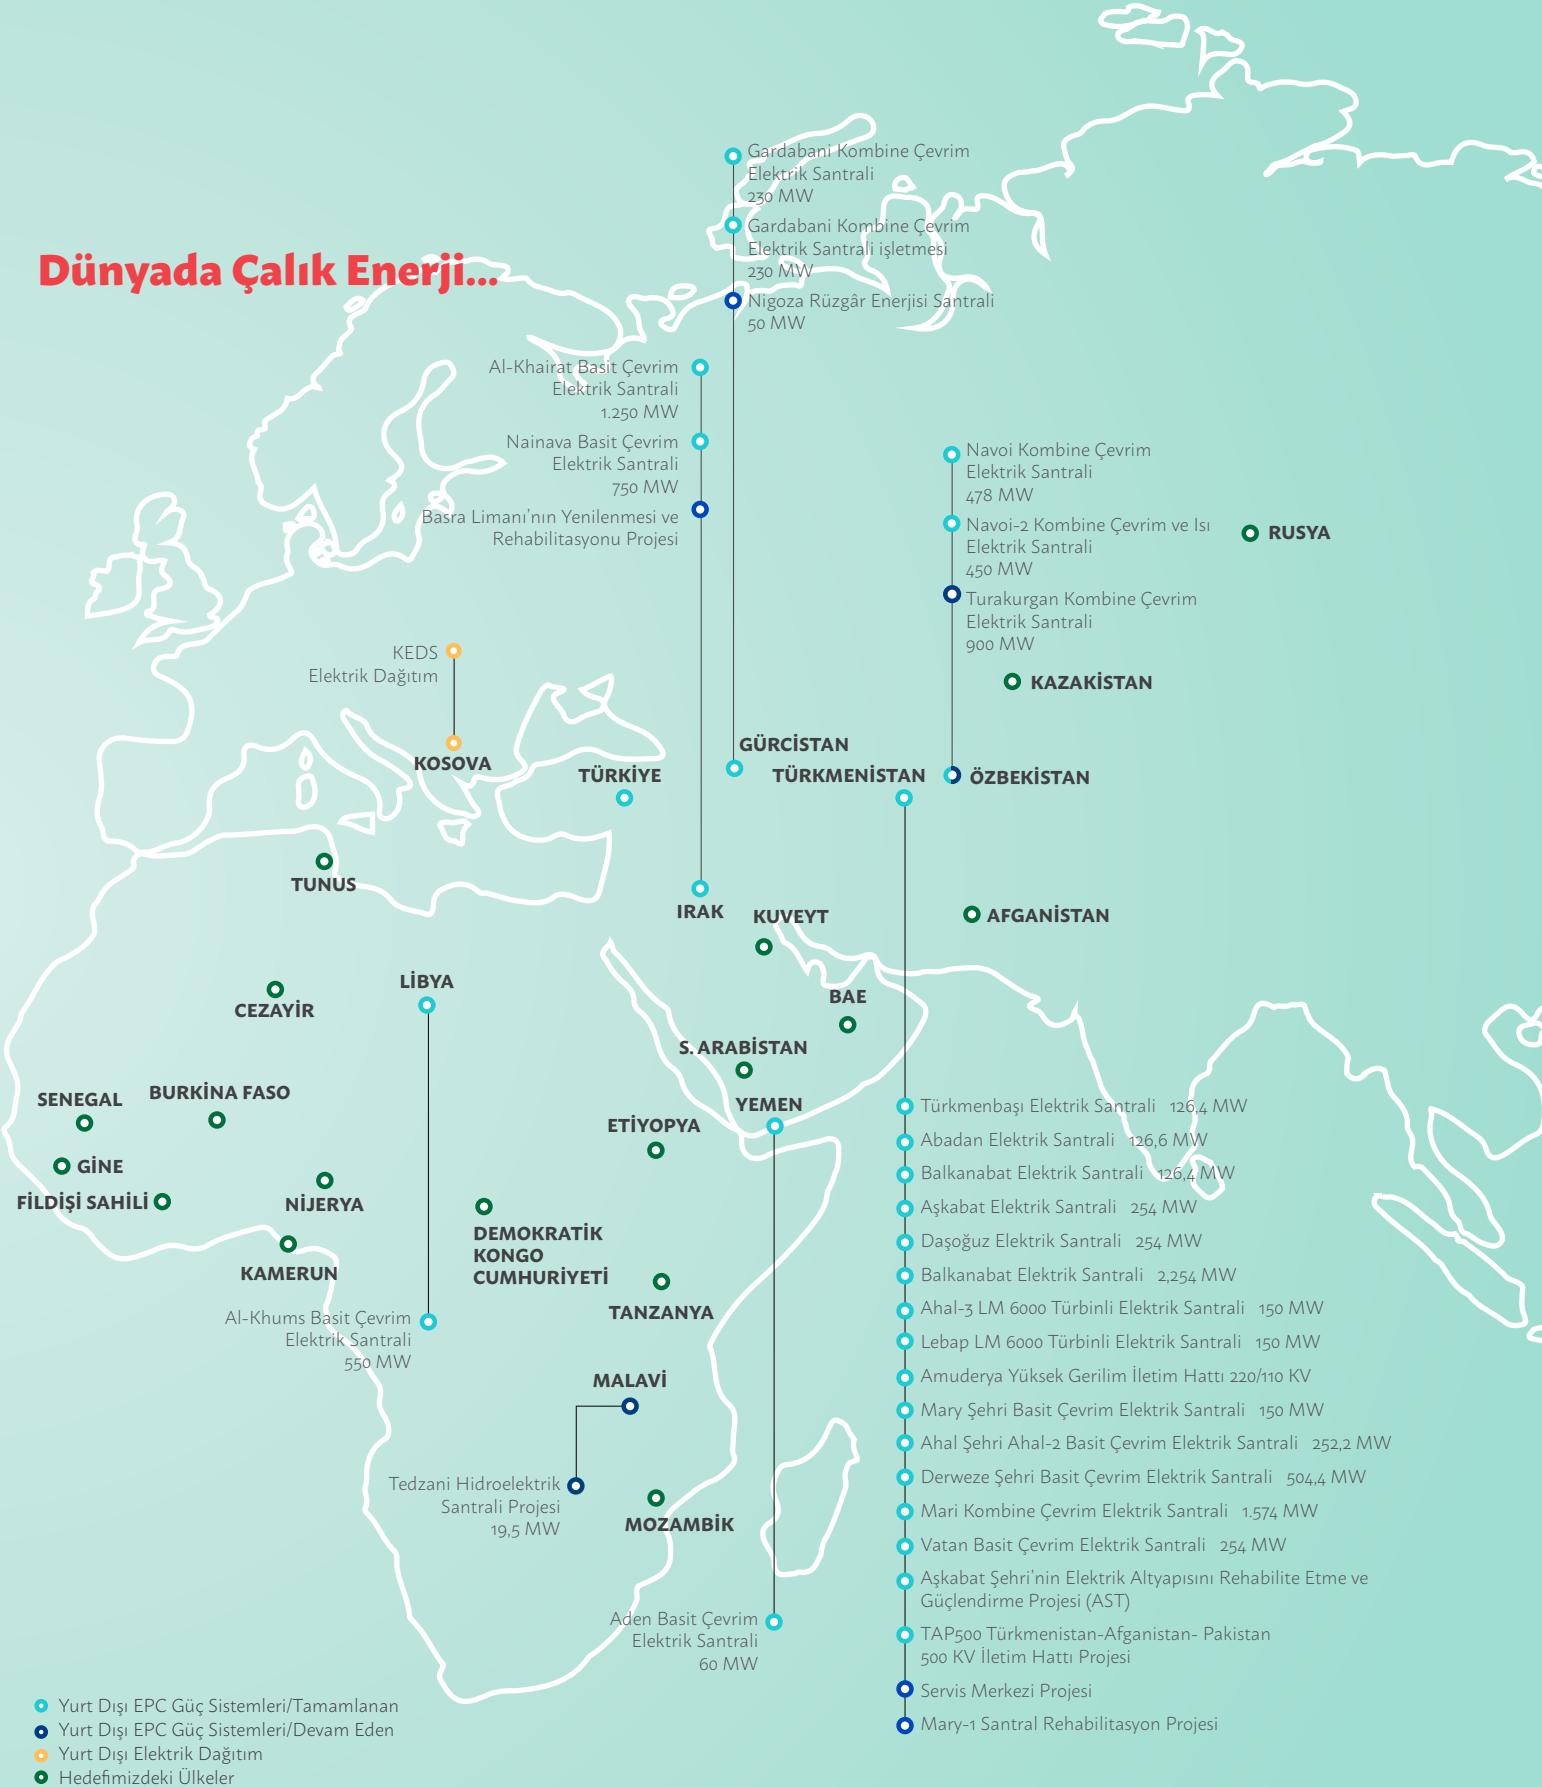 Dünyada Çalık Enerji...
Gardabani Kombine Çevrim
Elektrik Santrali
230 MW
Gardabani Kombine Çevrim
Elektrik Santrali işletmesi
230 MW
Nigoza Rüzgâr Enerjisi Santrali
50 MW
Al-Khairat Basit Çevrim
Elektrik Santrali
1.250 MW
Nainava Basit Çevrim
Elektrik Santrali
750 MW
Basra Limanı'nın Yenilenmesi ve
Rehabilitasyonu Projesi
Navoi Kombine Çevrim
Elektrik Santrali
478 MW
Navoi-2 Kombine Çevrim ve Isı
Elektrik Santrali
450 MW
Turakurgan Kombine Çevrim
Elektrik Santrali
900 MW
RUSYA
KAZAKİSTAN
KEDS
Elektrik Dağıtım
KOSOVA
TÜRKİYE
GÜRCİSTAN
TÜRKMENİSTAN
ÖZBEKİSTAN
TUNUS
IRAK
KUVEYT
AFGANİSTAN
CEZAYİR
LİBYA
BAE
S. ARABİSTAN
SENEGAL
BURKİNA FASO
YEMEN
ETİYOPYA
GİNE
FİLDİŞİ SAHİLİ
NİJERYA
KAMERUN
DEMOKRATİK
KONGO
CUMHURİYETİ
TANZANYA
Al-Khums Basit Çevrim
Elektrik Santrali
550 MW
MALAVİ
Tedzani Hidroelektrik
Santrali Projesi
19,5 MW
MOZAMBİK
Aden Basit Çevrim
Elektrik Santrali
60 MW
Türkmenbaşı Elektrik Santrali 126,4 MW
Abadan Elektrik Santrali 126,6 MW
Balkanabat Elektrik Santrali 126,4 MW
Aşkabat Elektrik Santrali 254 MW
Daşoğuz Elektrik Santrali 254 MW
Balkanabat Elektrik Santrali 2,254 MW
Ahal-3 LM 6000 Türbinli Elektrik Santrali 150 MW
Lebap LM 6000 Türbinli Elektrik Santrali 150 MW
Amuderya Yüksek Gerilim İletim Hattı 220/110 KV
Mary Şehri Basit Çevrim Elektrik Santrali 150 MW
Ahal Şehri Ahal-2 Basit Çevrim Elektrik Santrali 252,2 MW
Derweze Şehri Basit Çevrim Elektrik Santrali 504,4 MW
Mari Kombine Çevrim Elektrik Santrali 1.574 MW
Vatan Basit Çevrim Elektrik Santrali 254 MW
Aşkabat Şehri'nin Elektrik Altyapısını Rehabilite Etme ve
Güçlendirme Projesi (AST)
TAP500 Türkmenistan-Afganistan- Pakistan
500 KV İletim Hattı Projesi
Servis Merkezi Projesi
Mary-1 Santral Rehabilitasyon Projesi
Yurt Dışı EPC Güç Sistemleri/Tamamlanan
Yurt Dışı EPC Güç Sistemleri/Devam Eden
Yurt Dışı Elektrik Dağıtım
Hedefimizdeki Ülkeler